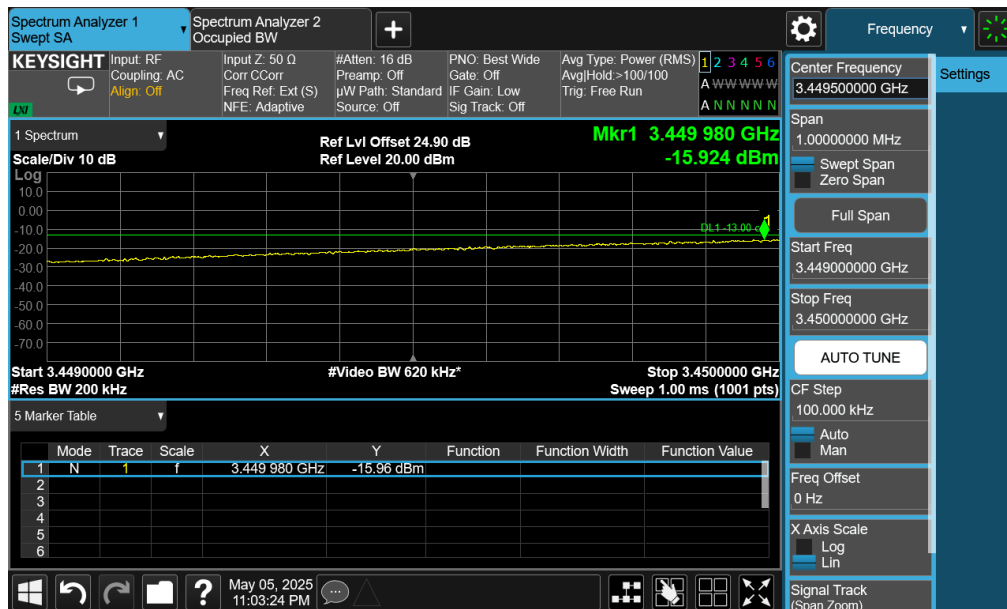 Spectrum Analyzer 1
Swept SA
Spectrum Analyzer 2
Occupied BW
Frequency
KEYSIGHT
LXI
Input: RF
Coupling: AC
Align: Off
Input Z: 50 Ω
Corr CCorr
Freq Ref: Ext (S)
NFE: Adaptive
#Atten: 16 dB
Preamp: Off
µW Path: Standard
Source: Off
PNO: Best Wide
Gate: Off
IF Gain: Low
Sig Track: Off
Avg Type: Power (RMS)
Avg|Hold:>100/100
Trig: Free Run
1 2 3 4 5 6
A W W W W W
A N N N N N
1 Spectrum
Scale/Div 10 dB
Ref Lvl Offset 24.90 dB
Ref Level 20.00 dBm
Mkr1 3.449 980 GHz
-15.924 dBm
Log
10.0
0.00
-10.0
-20.0
-30.0
-40.0
-50.0
-60.0
-70.0
1
DL1 -13.00
Start 3.4490000 GHz
#Res BW 200 kHz
#Video BW 620 kHz*
Stop 3.4500000 GHz
Sweep 1.00 ms (1001 pts)
5 Marker Table
Mode Trace Scale X Y Function Function Width Function Value
1 N 1 f 3.449 980 GHz -15.96 dBm
2
3
4
5
6
May 05, 2025
11:03:24 PM
Center Frequency
3.449500000 GHz
Settings
Span
1.00000000 MHz
Swept Span
Zero Span
Full Span
Start Freq
3.449000000 GHz
Stop Freq
3.450000000 GHz
AUTO TUNE
CF Step
100.000 kHz
Auto
Man
Freq Offset
0 Hz
X Axis Scale
Log
Lin
Signal Track
(Span Zoom)